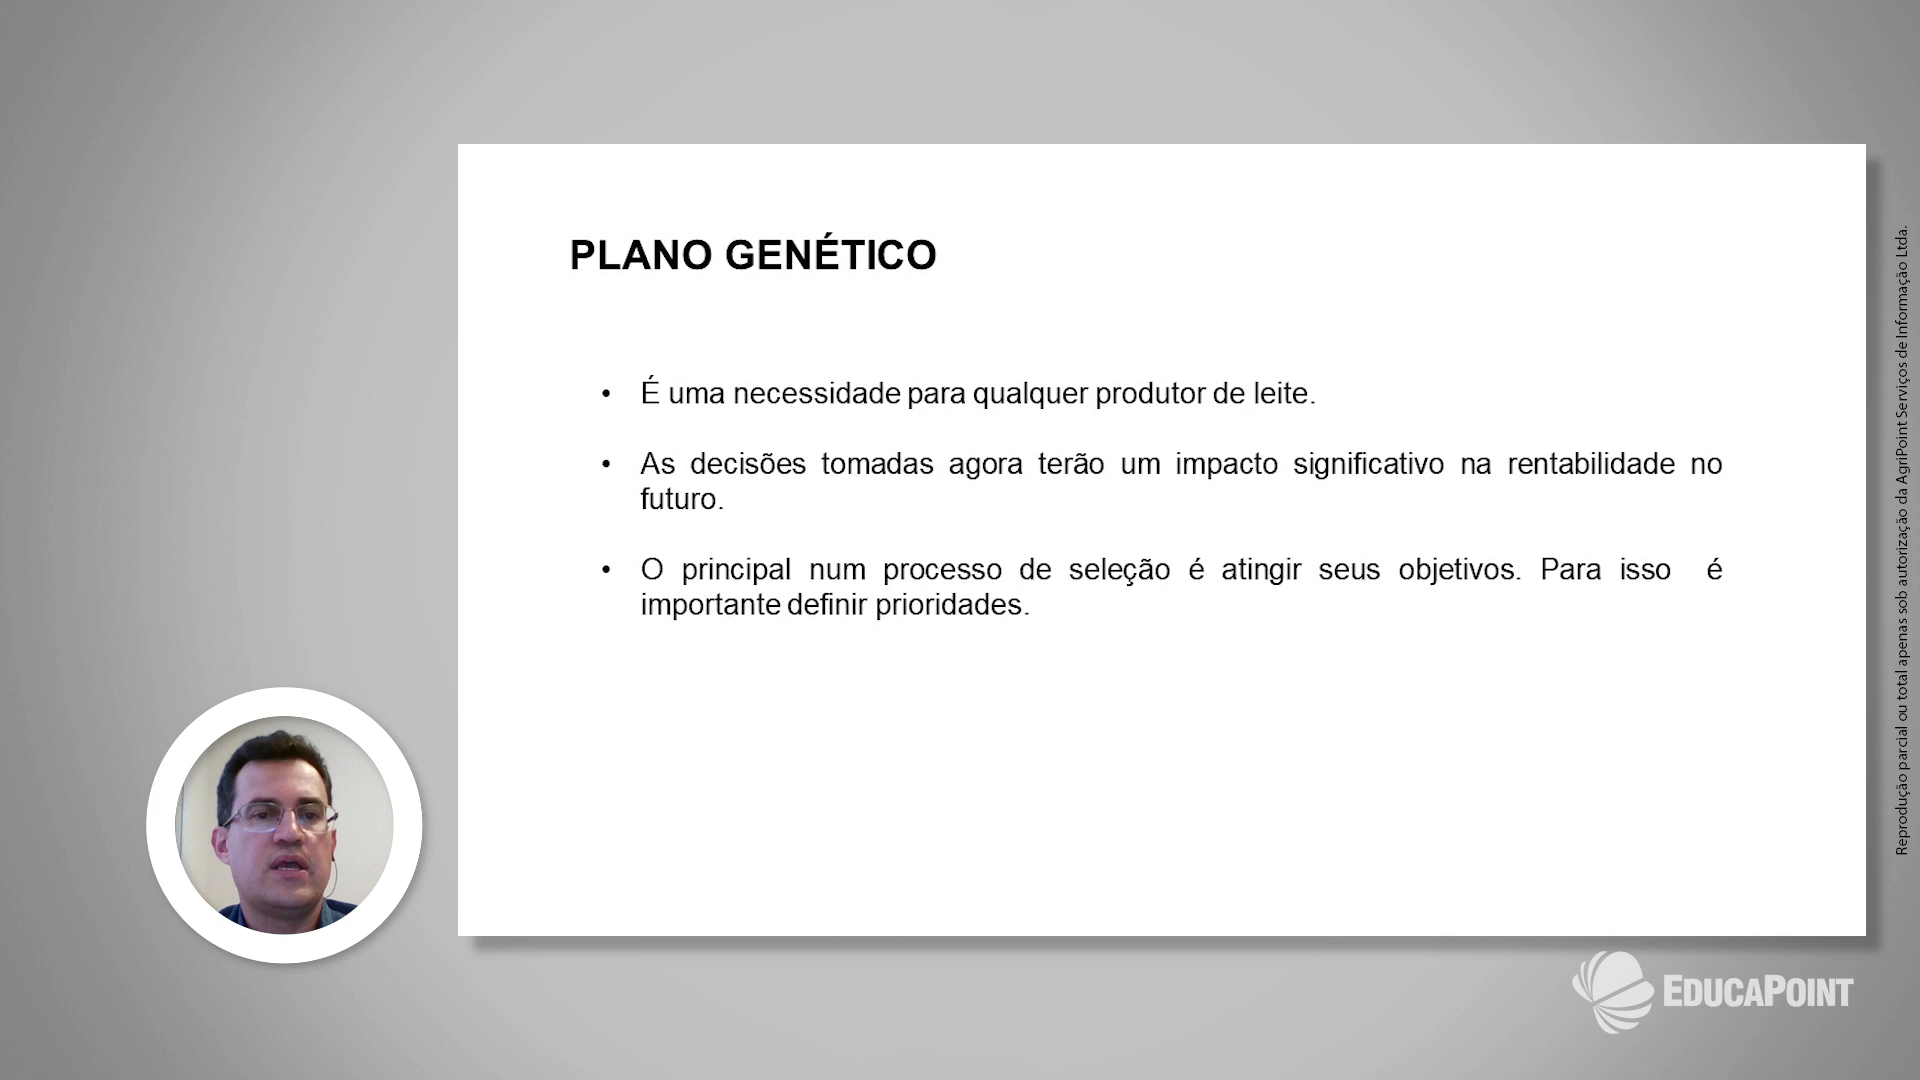 PLANO GENÉTICO
• É uma necessidade para qualquer produtor de leite.
• As decisões tomadas agora terão um impacto significativo na rentabilidade no
futuro.
• O principal num processo de seleção é atingir seus objetivos. Para isso é
importante definir prioridades.
EDUCAPOINT
Reprodução parcial ou total apenas sob autorização da AgriPoint Serviços de Informação Ltda.